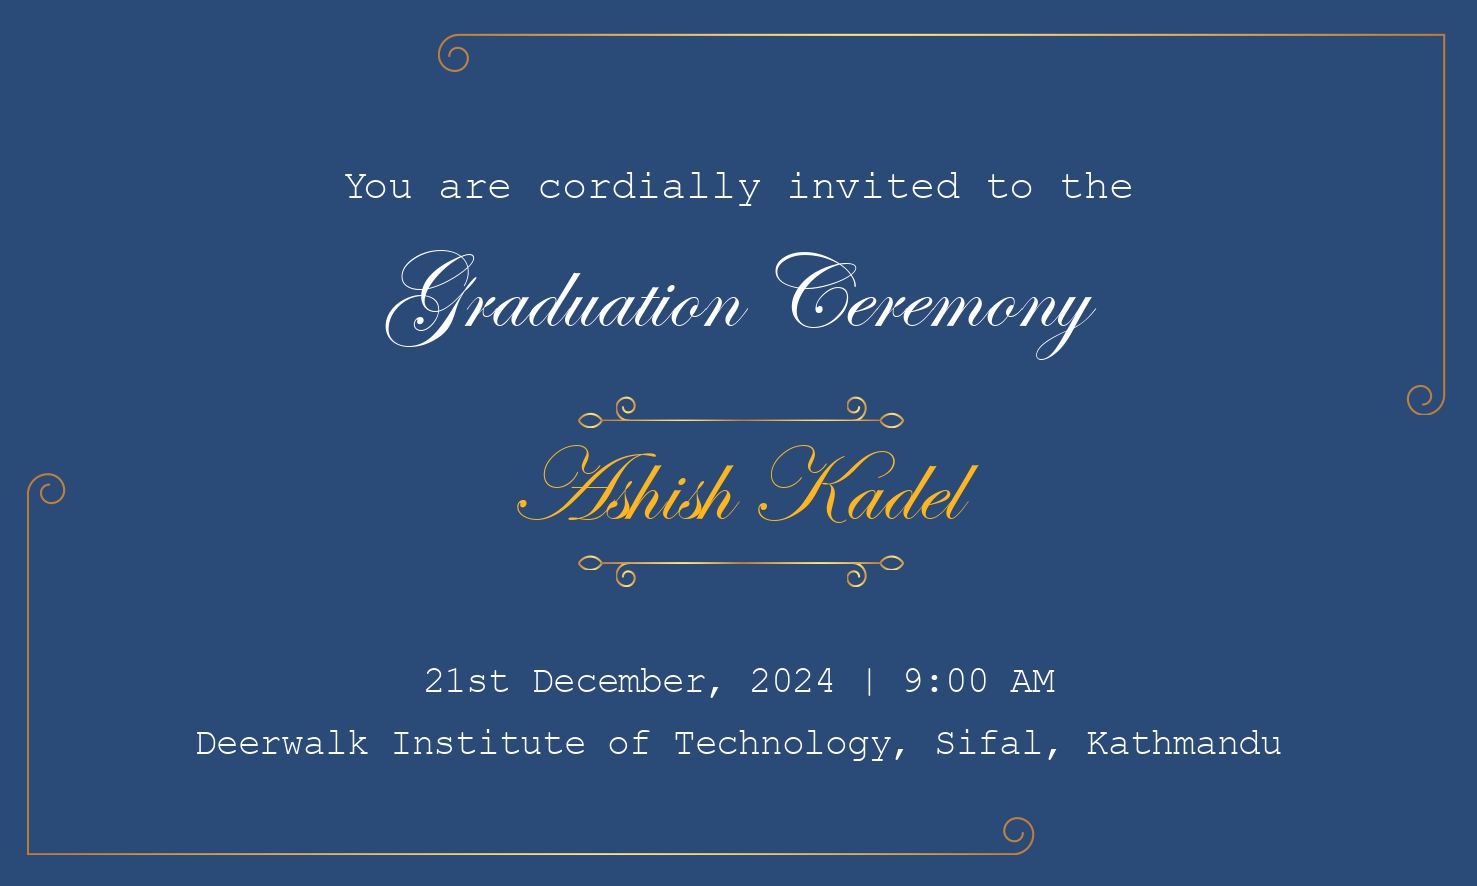 You are cordially invited to the
Graduation Ceremony
Ashish Kadel
21st December, 2024 | 9:00 AM
Deerwalk Institute of Technology, Sifal, Kathmandu